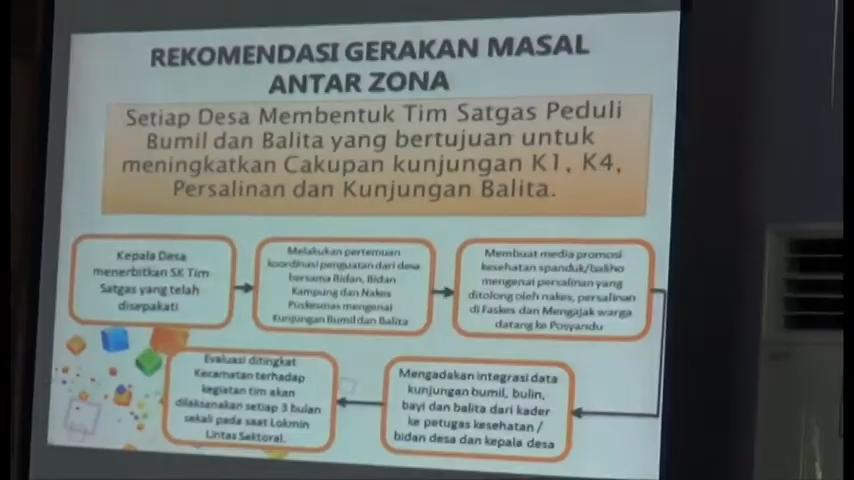 REKOMENDASI GERAKAN MASAL
ANTAR ZONA
Setiap Desa Membentuk Tim Satgas Peduli
Bumil dan Balita yang bertujuan untuk
meningkatkan Cakupan kunjungan K1, K4,
Persalinan dan Kunjungan Balita.
Kepala Desa
menerbitkan SK Tim
Satgas yang telah
disepakati
Melakukan pertemuan
koordinasi penguatan dari desa
bersama Bidan, Bidan
Kampung dan Nakes
Puskesmas mengenai
Kunjungan Bumil dan Balita
Membuat media promosi
kesehatan spanduk/baliho
mengenai persalinan yang
ditolong oleh nakes, persalinan
di Faskes dan Mengajak warga
datang ke Posyandu
Mengadakan integrasi data
kunjungan bumil, bulin,
bayi dan balita dari kader
ke petugas kesehatan /
bidan desa dan kepala desa
Evaluasi ditingkat
Kecamatan terhadap
kegiatan tim akan
dilaksanakan setiap 3 bulan
sekali pada saat Lokmin
Lintas Sektoral.